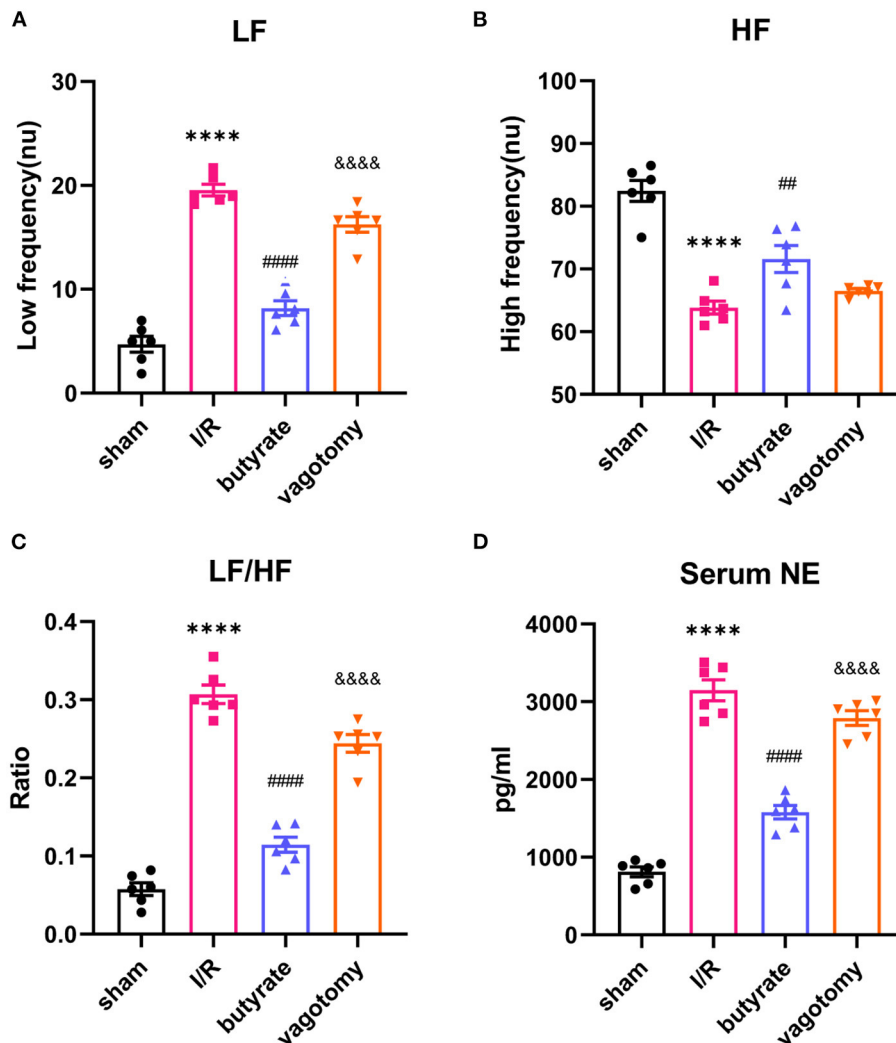 A
LF
Low frequency(nu)
30
20
10
0
****
####
&&&&
sham
I/R
butyrate
vagotomy
B
HF
High frequency(nu)
100
90
80
70
60
50
****
##
sham
I/R
butyrate
vagotomy
C
LF/HF
Ratio
0.4
0.3
0.2
0.1
0.0
****
####
&&&&
sham
I/R
butyrate
vagotomy
D
Serum NE
pg/ml
4000
3000
2000
1000
0
****
####
&&&&
sham
I/R
butyrate
vagotomy